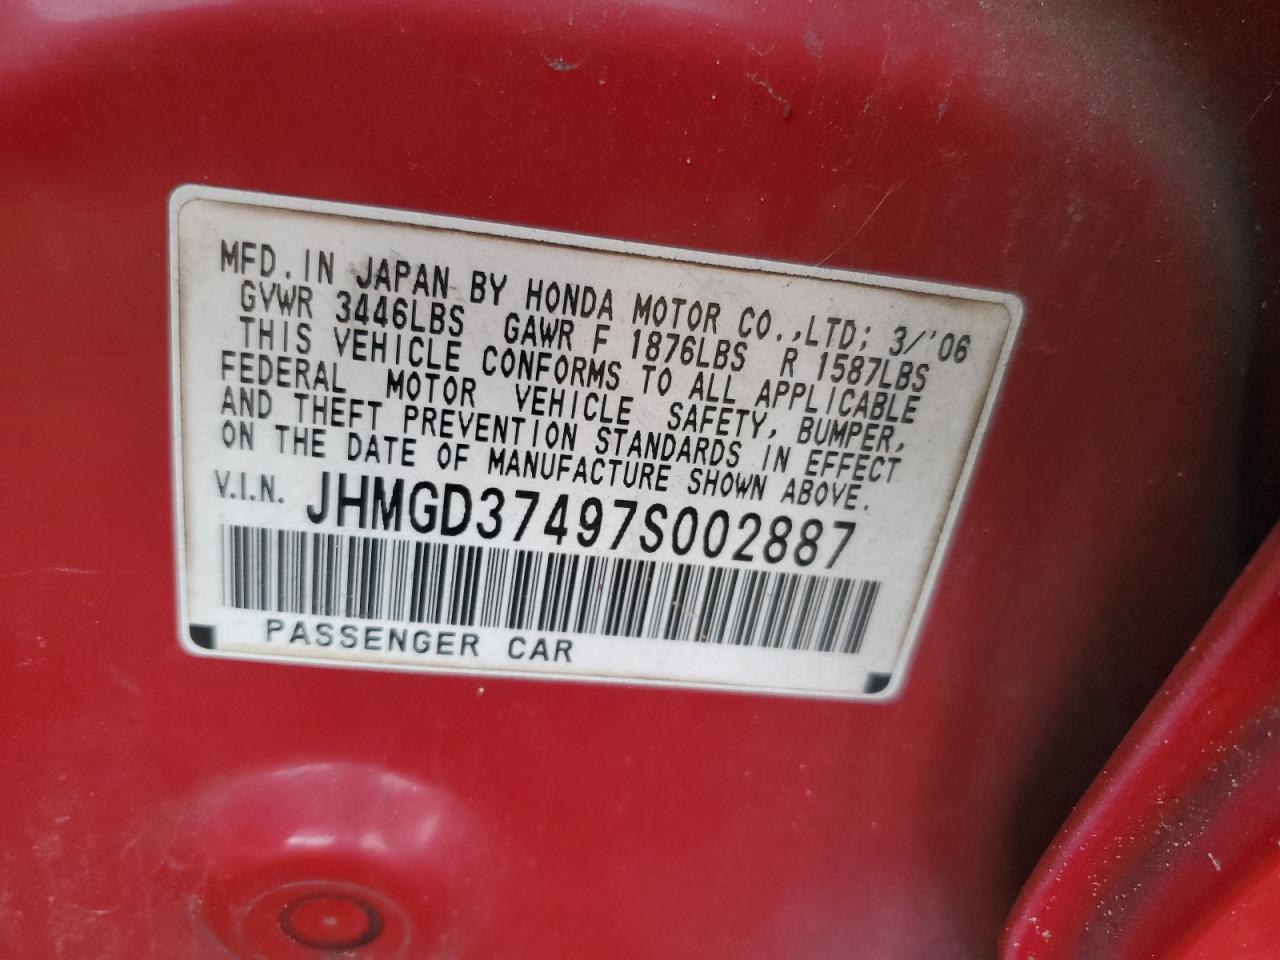 MFD. IN JAPAN BY HONDA MOTOR CO.,LTD; 3/'06
GVWR 3446LBS GAWR F 1876LBS R 1587LBS
THIS VEHICLE CONFORMS TO ALL APPLICABLE
FEDERAL MOTOR VEHICLE SAFETY, BUMPER,
AND THEFT PREVENTION STANDARDS IN EFFECT
ON THE DATE OF MANUFACTURE SHOWN ABOVE.
V.I.N. JHMGD37497S002887
PASSENGER CAR